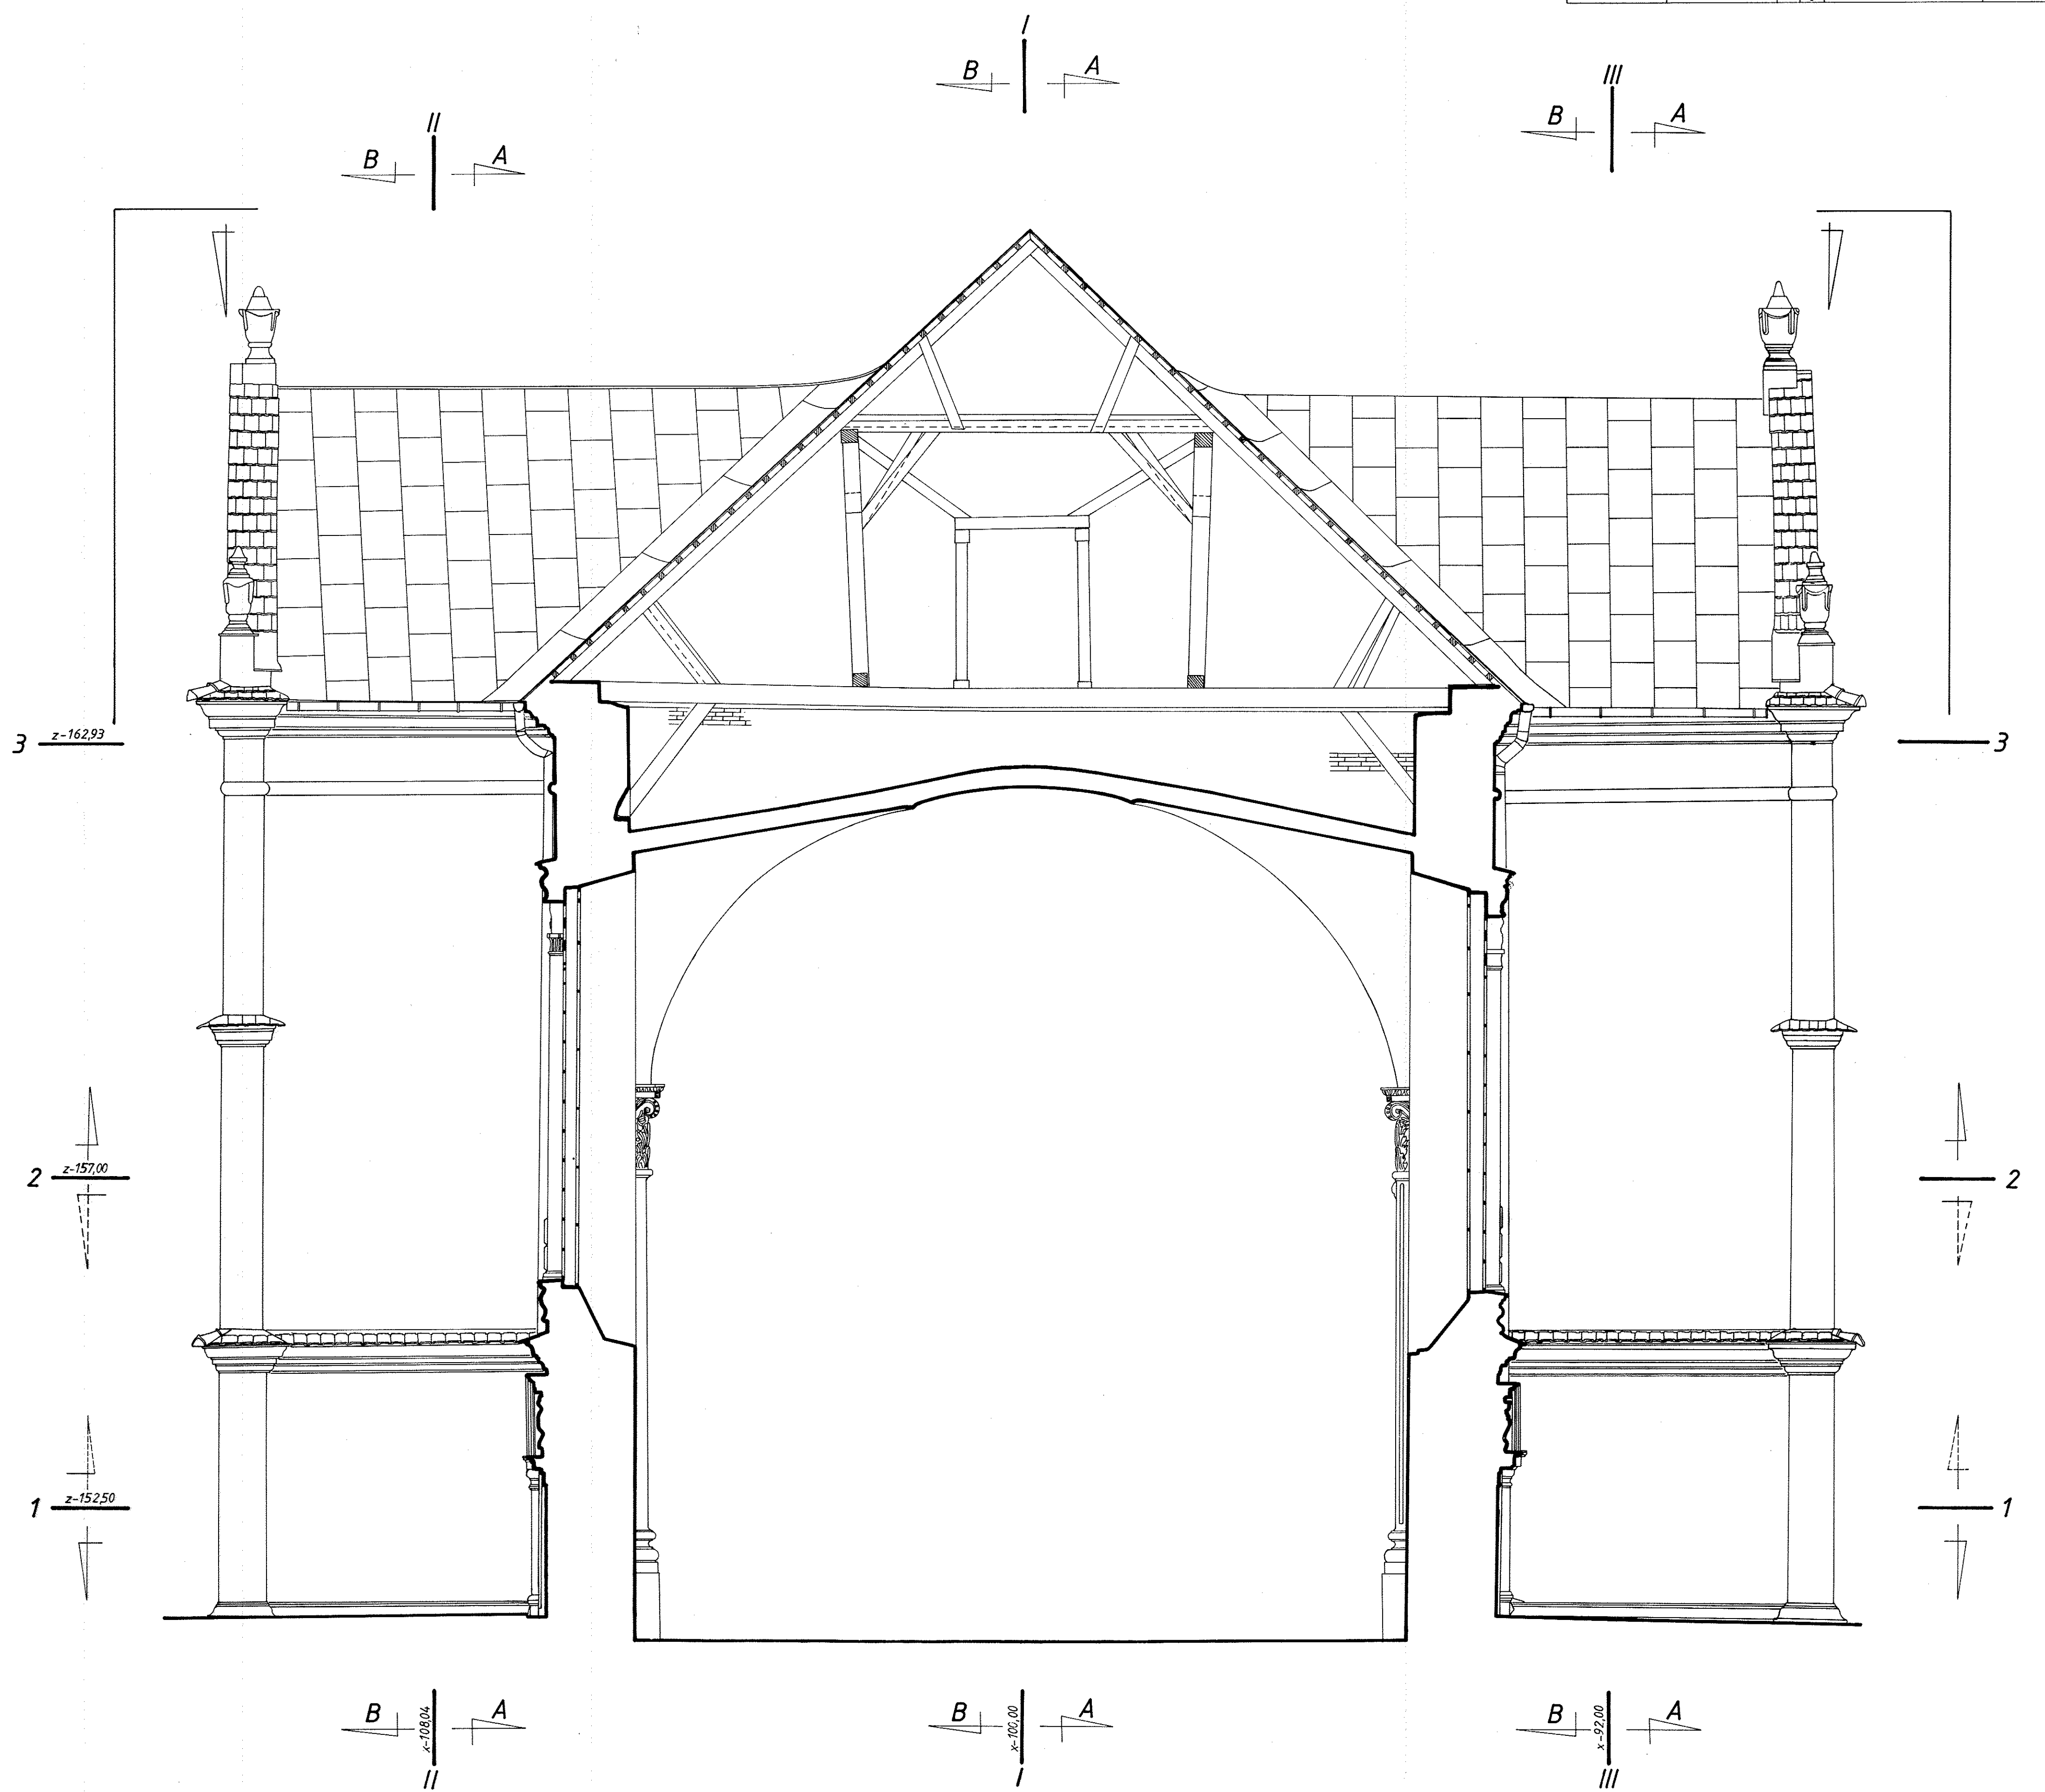 I
B A
III
B A
II
B A
3 z-162,93
3
2 z-157,00
2
1 z-152,50
1
B x-108,04 A
II
B x-100,00 A
I
B x-92,00 A
III